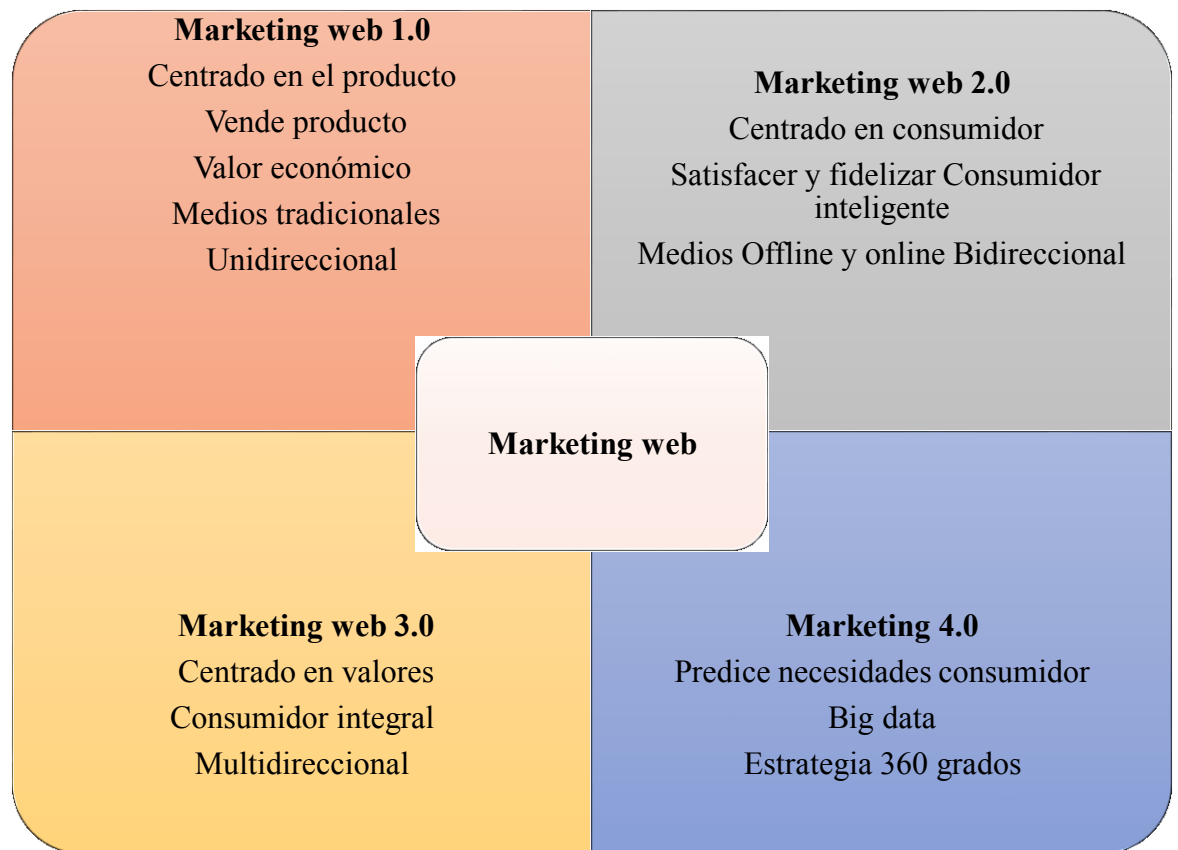 Marketing web 1.0
Centrado en el producto
Vende producto
Valor económico
Medios tradicionales
Unidireccional
Marketing web 2.0
Centrado en consumidor
Satisfacer y fidelizar Consumidor
inteligente
Medios Offline y online Bidireccional
Marketing web
Marketing web 3.0
Centrado en valores
Consumidor integral
Multidireccional
Marketing 4.0
Predice necesidades consumidor
Big data
Estrategia 360 grados